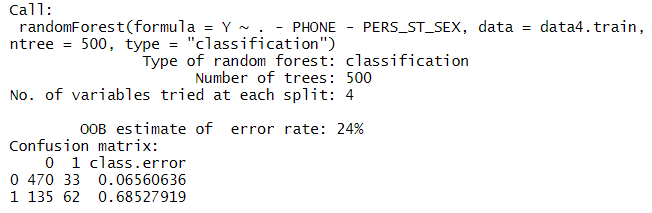 Call:
randomForest(formula = Y ~ . - PHONE - PERS_ST_SEX, data = data4.train,
ntree = 500, type = "classification")
Type of random forest: classification
Number of trees: 500
No. of variables tried at each split: 4
OOB estimate of  error rate: 24%
Confusion matrix:
0 1 class.error
0 470 33 0.06560636
1 135 62 0.68527919